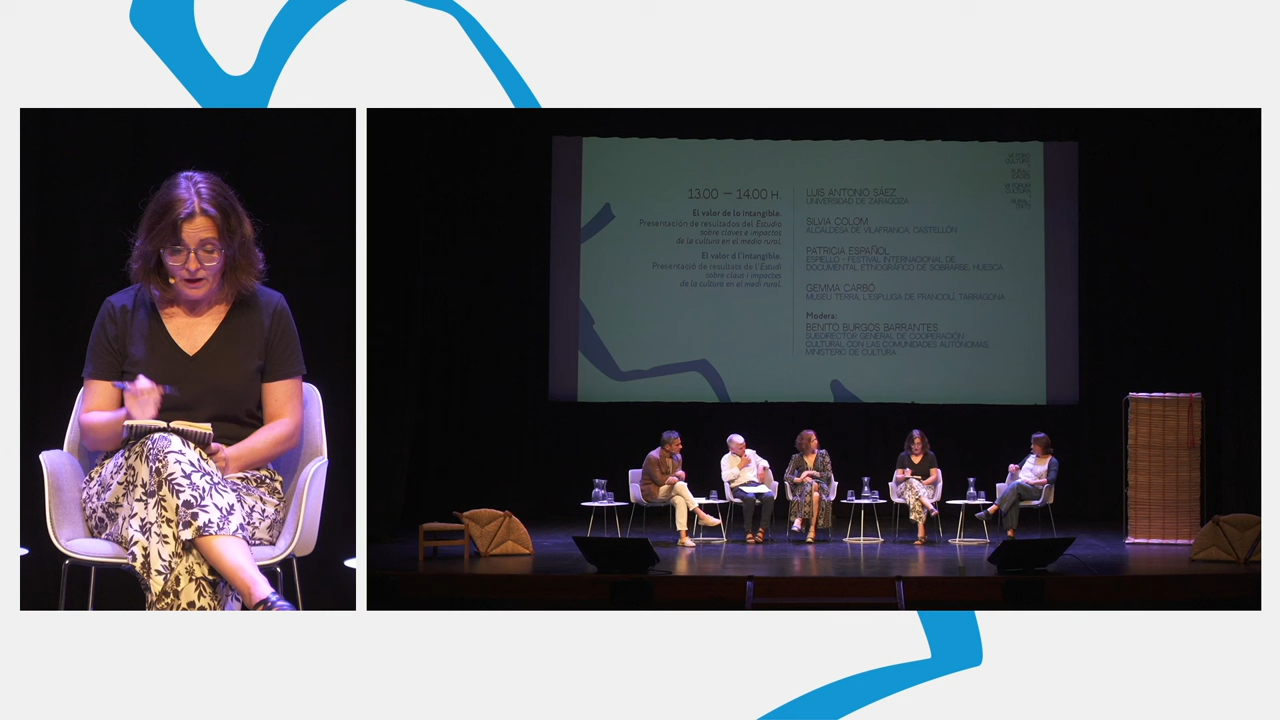 13.00 — 14.00 H.
El valor de lo intangible.
Presentación de resultados del Estudio
sobre claves e impactos
de la cultura en el medio rural.
El valor d l'intangible.
Presentació de resultats de l'Estudi
sobre claus i impactes
de la cultura en el medi rural.
LUIS ANTONIO SÁEZ
UNIVERSIDAD DE ZARAGOZA
SILVIA COLOM
ALCALDESA DE VILAFRANCA, CASTELLÓN
PATRICIA ESPAÑOL
ESPIELLO - FESTIVAL INTERNACIONAL DE
DOCUMENTAL ETNOGRÁFICO DE SOBRARBE, HUESCA
GEMMA CARBÓ
MUSEU TERRA, L'ESPLUGA DE FRANCOLÍ, TARRAGONA
Modera:
BENITO BURGOS BARRANTES
SUBDIRECTOR GENERAL DE COOPERACIÓN
CULTURAL CON LAS COMUNIDADES AUTÓNOMAS
MINISTERIO DE CULTURA